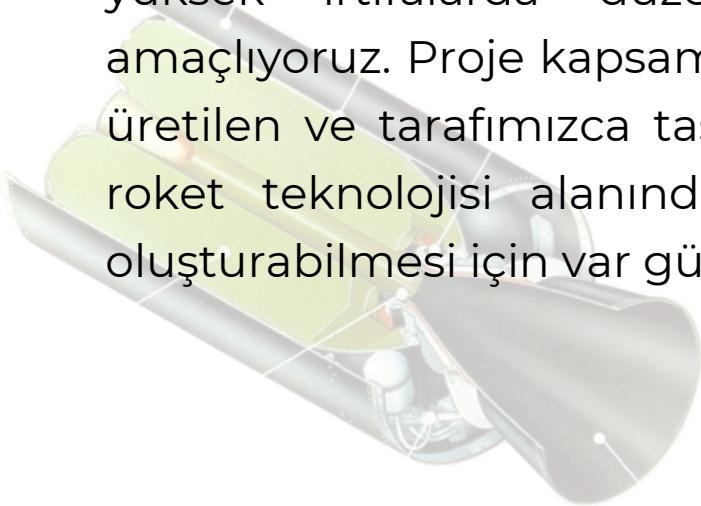 amaçlıyoruz. Proje kapsam
üretilen ve tarafımızca ta
roket teknolojisi alanınd
oluşturabilmesi için var gü